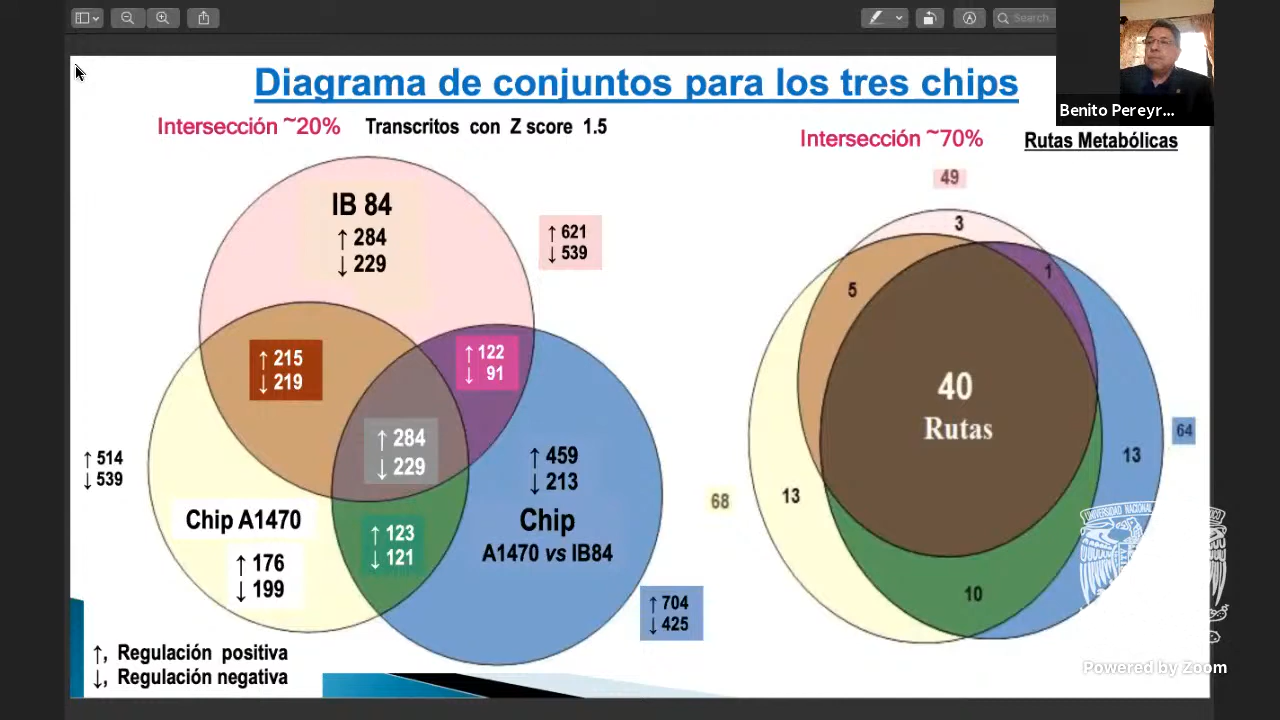 Search
Benito Pereyr...
Diagrama de conjuntos para los tres chips
Intersección ~20%
Transcritos con Z score 1.5
Intersección ~70%
Rutas Metabólicas
49
IB 84
↑ 284
↓ 229
↑ 621
↓ 539
3
1
5
↑ 215
↓ 219
↑ 122
↓ 91
40
Rutas
↑ 284
↓ 229
↑ 514
↓ 539
↑ 459
↓ 213
64
13
13
68
Chip A1470
↑ 176
↓ 199
↑ 123
↓ 121
Chip
A1470 vs IB84
10
↑ 704
↓ 425
↑, Regulación positiva
↓, Regulación negativa
UNIVERSIDAD NACIONAL
Powered by Zoom